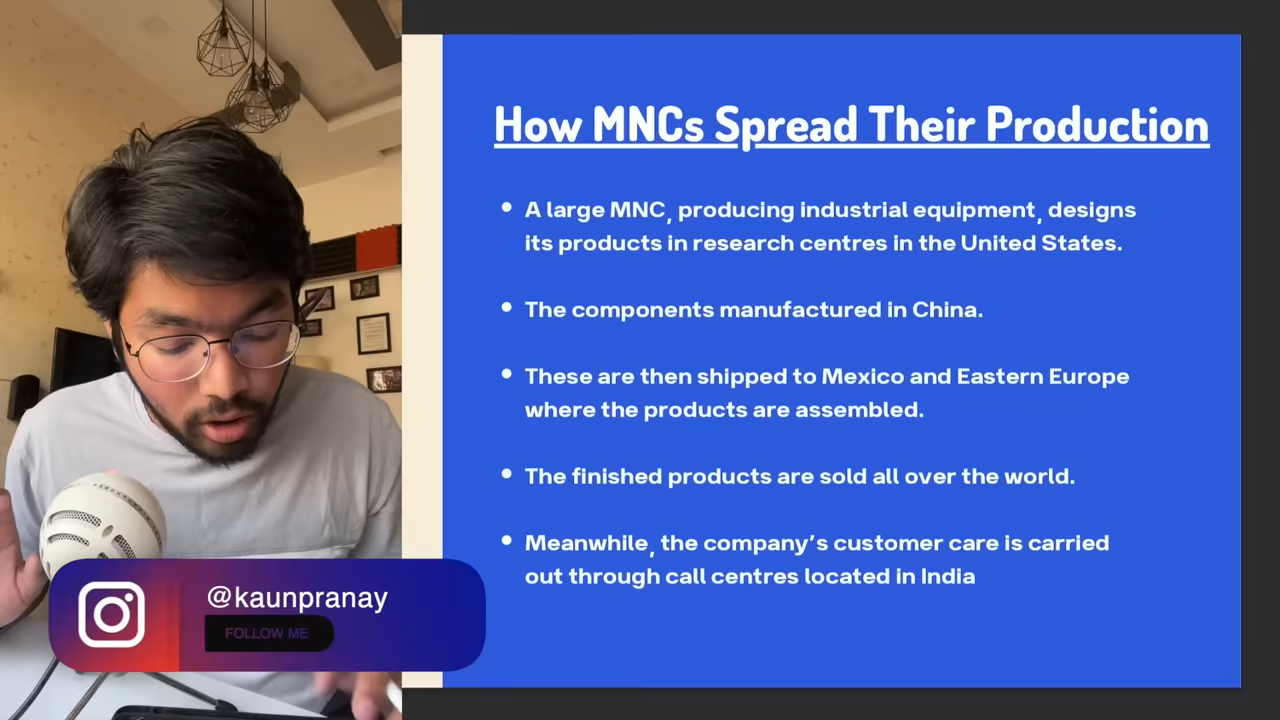 How MNCs Spread Their Production
• A large MNC, producing industrial equipment, designs
its products in research centres in the United States.
• The components manufactured in China.
• These are then shipped to Mexico and Eastern Europe
where the products are assembled.
• The finished products are sold all over the world.
• Meanwhile, the company's customer care is carried
out through call centres located in India
@kaunpranay
FOLLOW ME